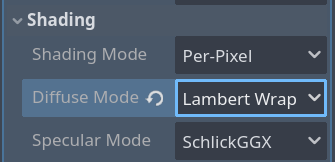 Shading
Shading Mode Per-Pixel
Diffuse Mode Lambert Wrap
Specular Mode SchlickGGX